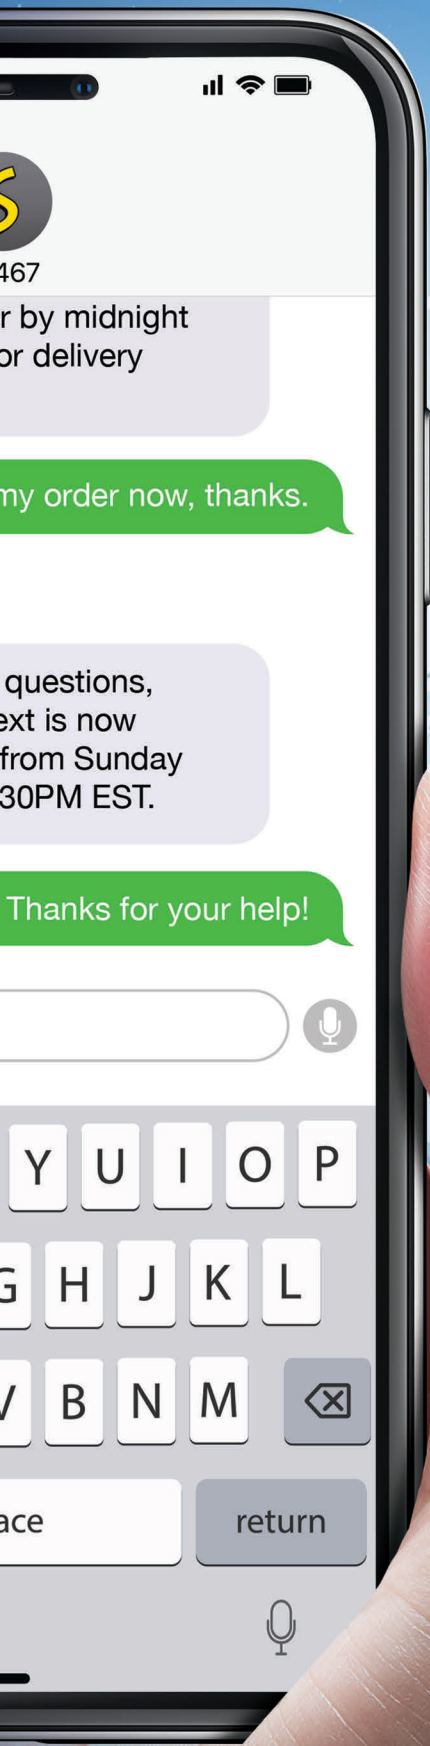 467
r by midnight
or delivery
my order now, thanks.
questions,
ext is now
from Sunday
30PM EST.
Thanks for your help!
Y U I O P
G H J K L
V B N M
ace
return